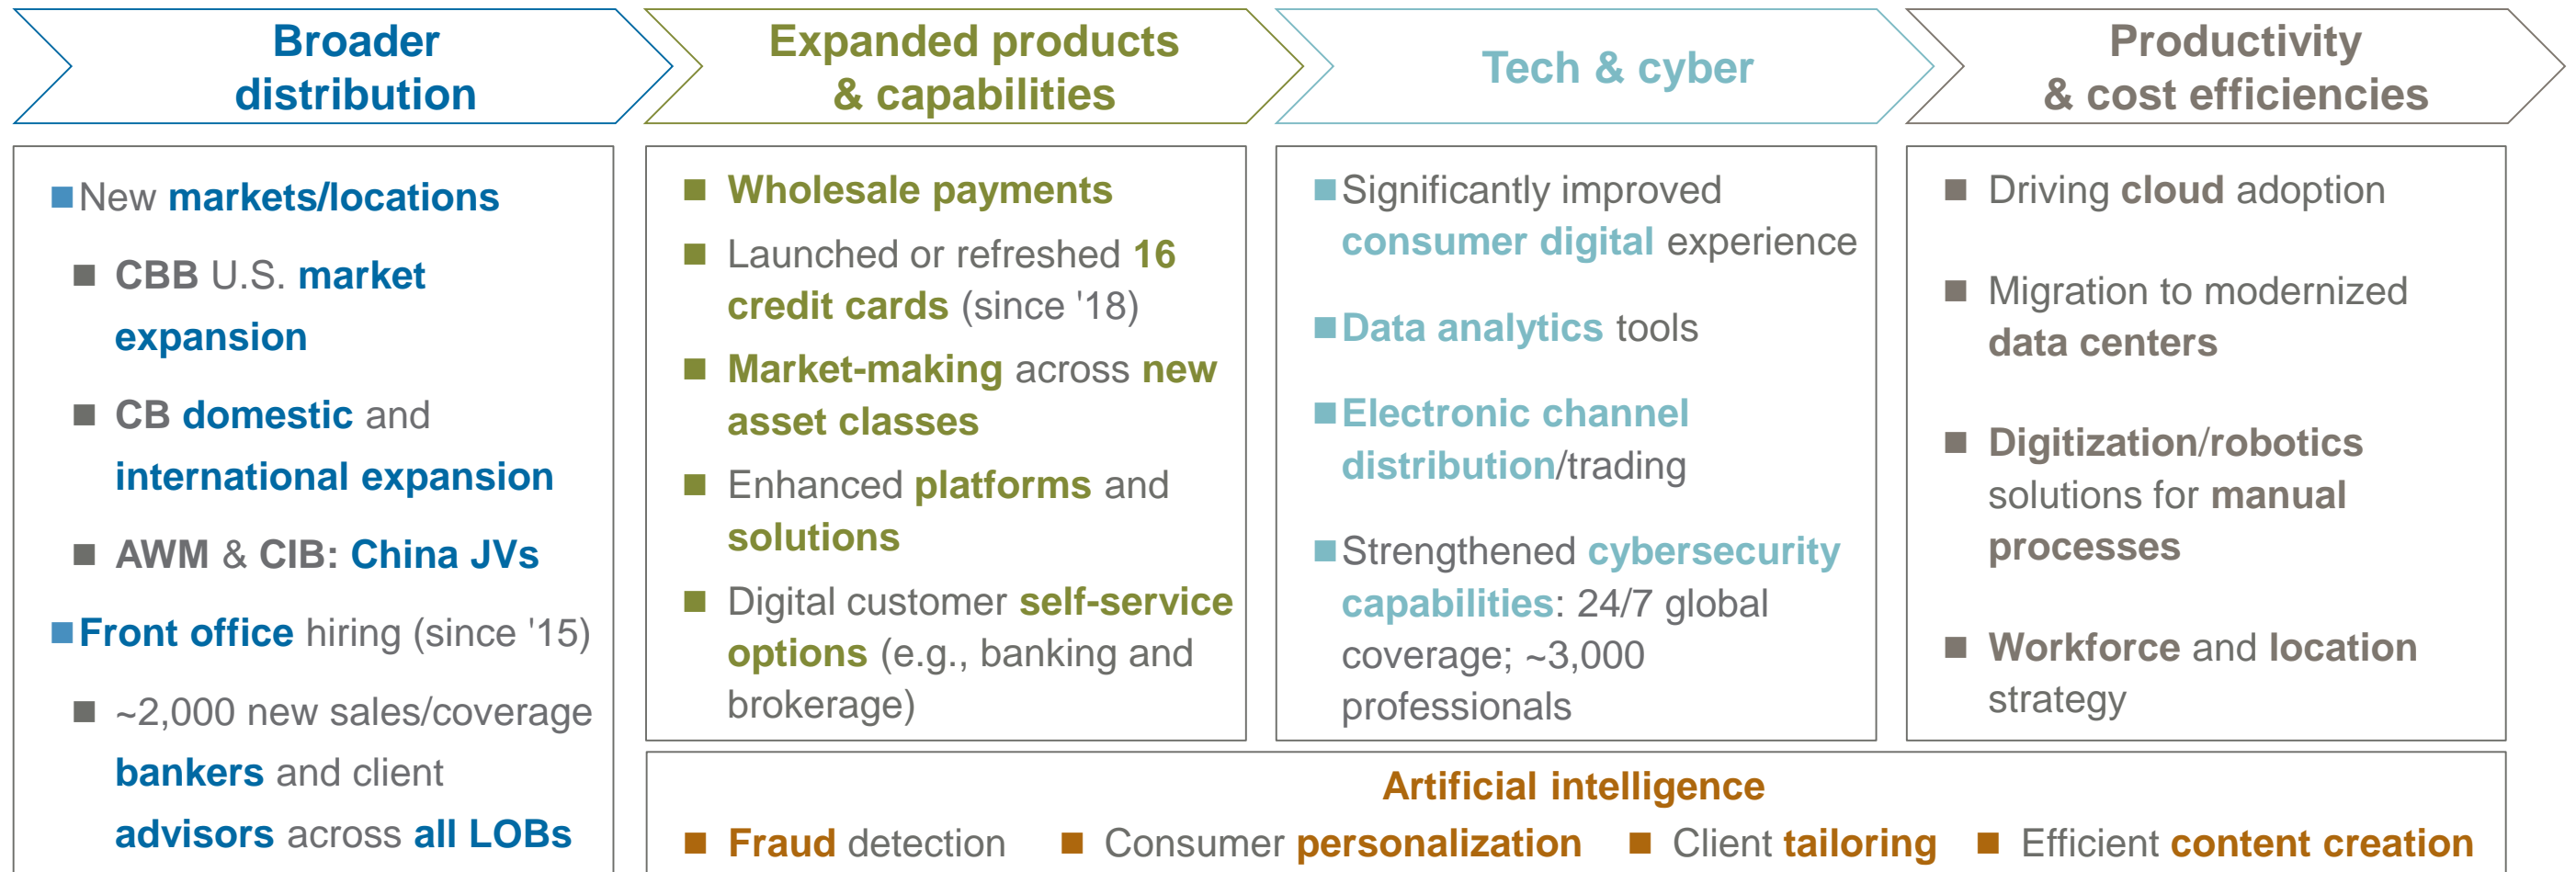 Broader
distribution
Expanded products
& capabilities
Tech & cyber
Productivity
& cost efficiencies
New markets/locations
CBB U.S. market
expansion
CB domestic and
international expansion
AWM & CIB: China JVs
Front office hiring (since '15)
~2,000 new sales/coverage
bankers and client
advisors across all LOBs
Wholesale payments
Launched or refreshed 16
credit cards (since '18)
Market-making across new
asset classes
Enhanced platforms and
solutions
Digital customer self-service
options (e.g., banking and
brokerage)
Significantly improved
consumer digital experience
Data analytics tools
Electronic channel
distribution/trading
Strengthened cybersecurity
capabilities: 24/7 global
coverage; ~3,000
professionals
Driving cloud adoption
Migration to modernized
data centers
Digitization/robotics
solutions for manual
processes
Workforce and location
strategy
Artificial intelligence
Fraud detection
Consumer personalization
Client tailoring
Efficient content creation